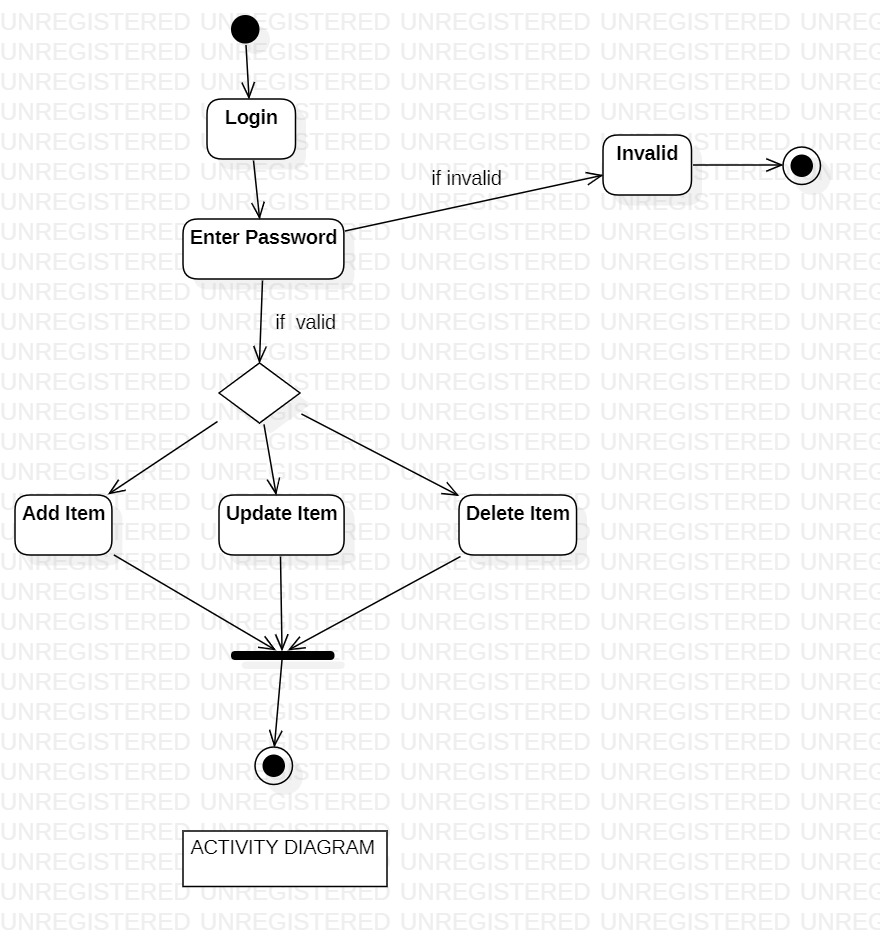 UNREGISTERED UNREGISTERED UNREGISTERED UNREGISTERED
Login
Invalid
if invalid
Enter Password
if  valid
Add Item
Update Item
Delete Item
ACTIVITY DIAGRAM